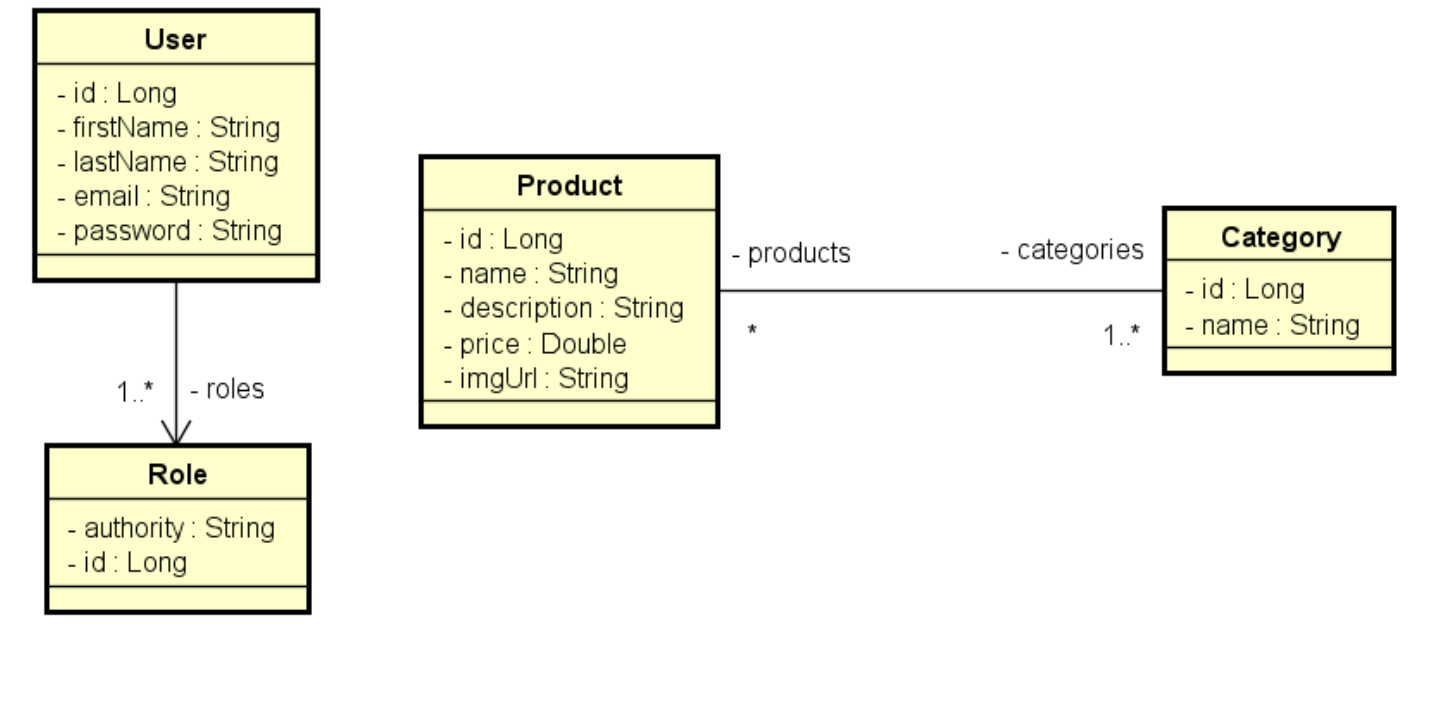 User
- id : Long
- firstName : String
- lastName : String
- email : String
- password : String
1..*
- roles
Role
- authority : String
- id : Long
Product
- id : Long
- name : String
- description : String
- price : Double
- imgUrl : String
- products
*
- categories
1..*
Category
- id : Long
- name : String